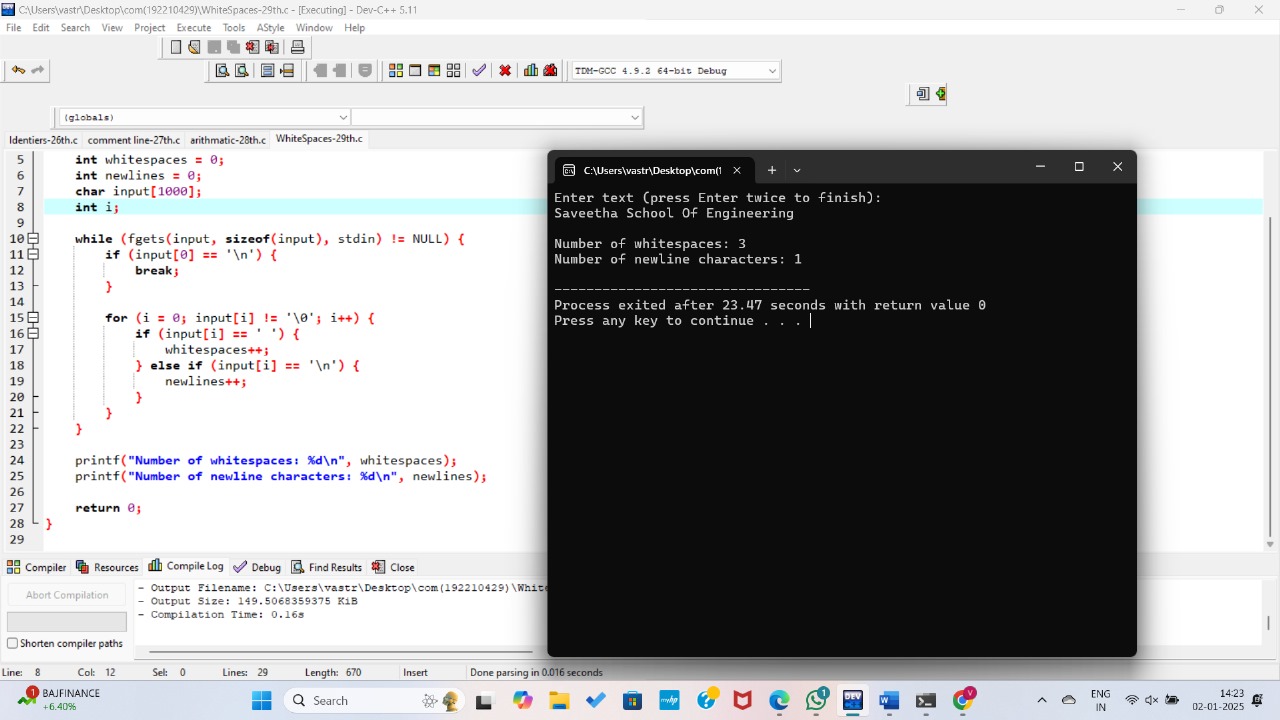 C:\Users\vastr\Desktop\com(192210429)\WhiteSpaces-29th.c - [Executing] - Dev-C++ 5.11
File Edit Search View Project Execute Tools AStyle Window Help
TDM-GCC 4.9.2 64-bit Debug
(globals)
Identiers-26th.c comment line-27th.c arithmatic-28th.c WhiteSpaces-29th.c
5 int whitespaces = 0;
6 int newlines = 0;
7 char input[1000];
8 int i;
9
10 while (fgets(input, sizeof(input), stdin) != NULL) {
11 if (input[0] == '\n') {
12 break;
13 }
14
15 for (i = 0; input[i] != '\0'; i++) {
16 if (input[i] == ' ') {
17 whitespaces++;
18 } else if (input[i] == '\n') {
19 newlines++;
20 }
21 }
22 }
23
24 printf("Number of whitespaces: %d\n", whitespaces);
25 printf("Number of newline characters: %d\n", newlines);
26
27 return 0;
28 }
29
C:\Users\vastr\Desktop\com(1
Enter text (press Enter twice to finish):
Saveetha School Of Engineering
Number of whitespaces: 3
Number of newline characters: 1
--------------------------------
Process exited after 23.47 seconds with return value 0
Press any key to continue . . .
Compiler Resources Compile Log Debug Find Results Close
Abort Compilation
Shorten compiler paths
- Output Filename: C:\Users\vastr\Desktop\com(192210429)\White
- Output Size: 149.5068359375 KiB
- Compilation Time: 0.16s
Line: 8 Col: 12 Sel: 0 Lines: 29 Length: 670 Insert Done parsing in 0.016 seconds
1
BAJFINANCE
+6.40%
Search
myhp
DEV
1
W
V
ENG
IN
14:23
02-01-2025